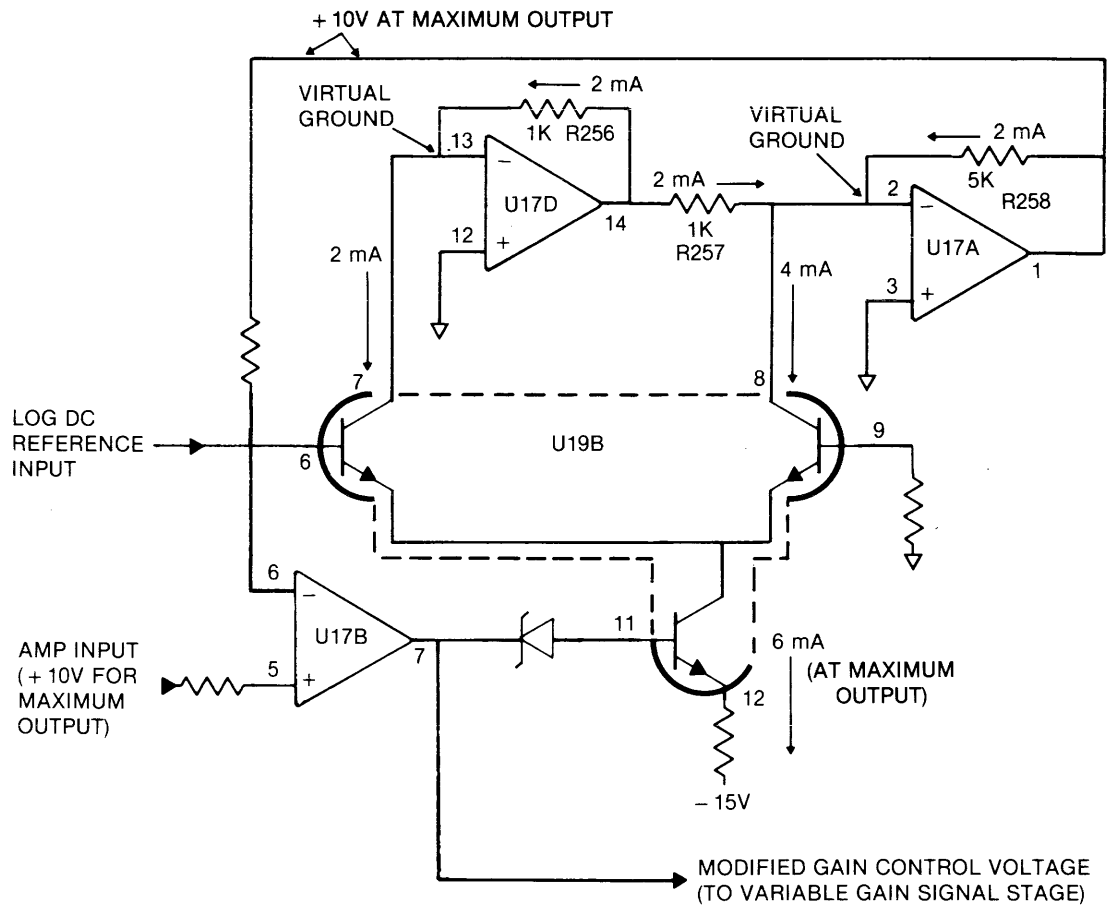 + 10V AT MAXIMUM OUTPUT
VIRTUAL
GROUND
2 mA
1K R256
13
−
U17D
12
+
14
2 mA
1K
R257
VIRTUAL
GROUND
2 mA
5K
R258
2
−
U17A
3
+
1
2 mA
4 mA
7
8
LOG DC
REFERENCE
INPUT
6
U19B
9
6
−
U17B
5
+
7
AMP INPUT
(+ 10V FOR
MAXIMUM
OUTPUT)
11
12
6 mA
(AT MAXIMUM
OUTPUT)
− 15V
MODIFIED GAIN CONTROL VOLTAGE
(TO VARIABLE GAIN SIGNAL STAGE)